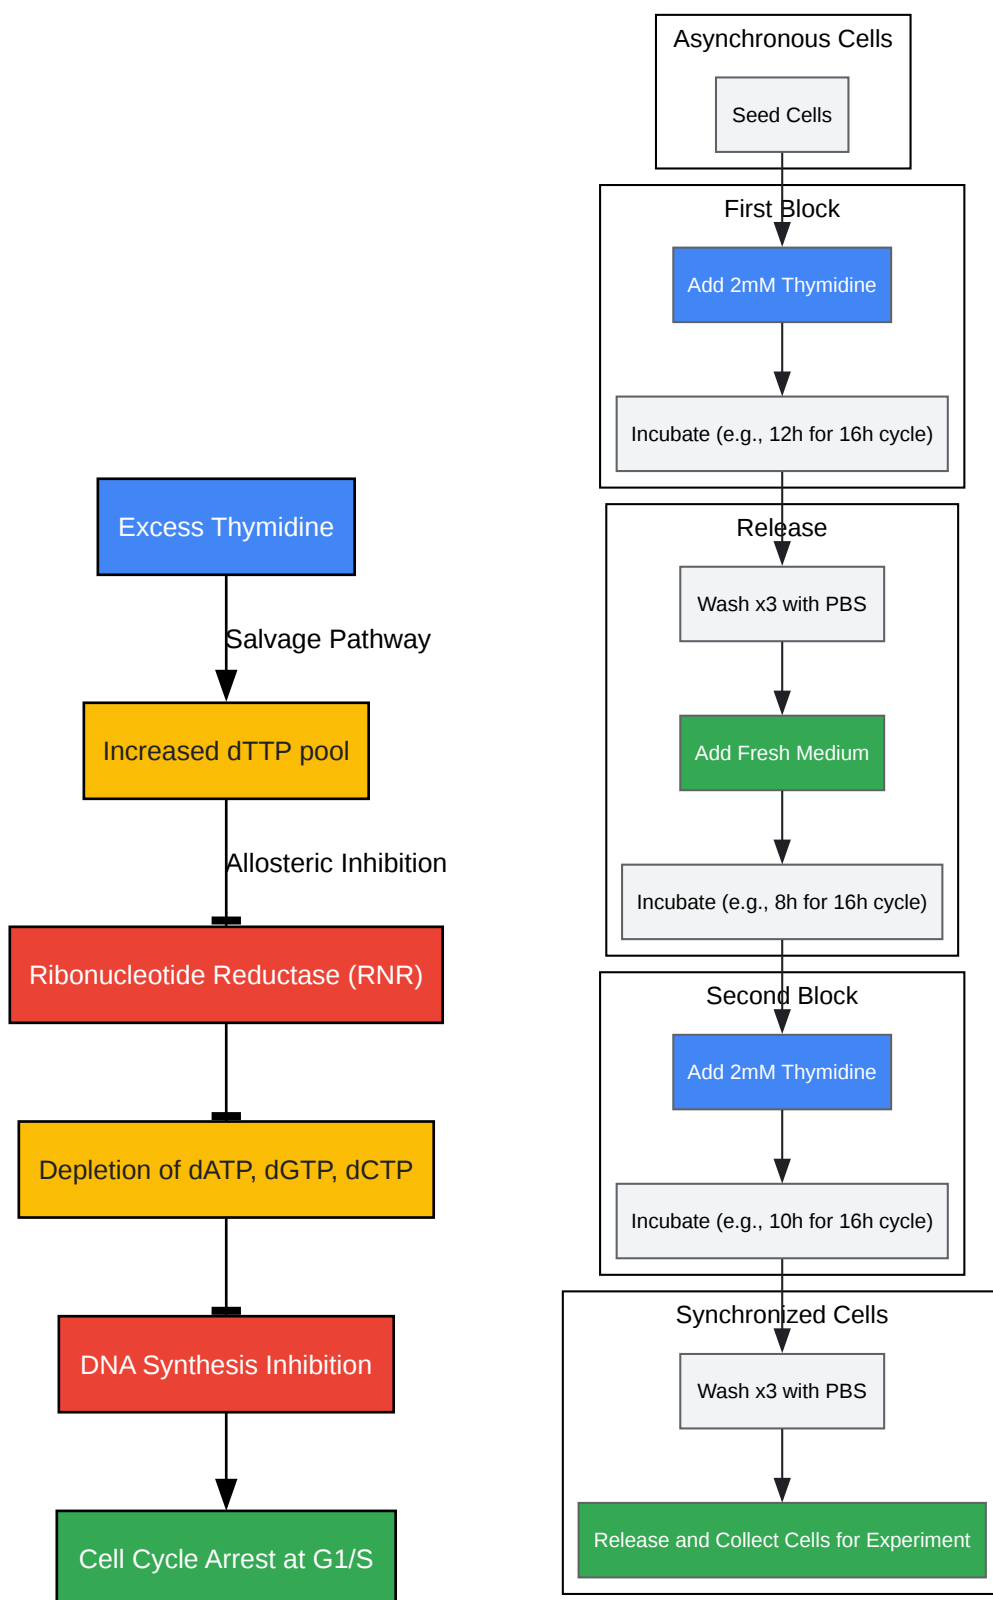 Excess Thymidine
Salvage Pathway
Increased dTTP pool
Allosteric Inhibition
Ribonucleotide Reductase (RNR)
Depletion of dATP, dGTP, dCTP
DNA Synthesis Inhibition
Cell Cycle Arrest at G1/S
Asynchronous Cells
Seed Cells
First Block
Add 2mM Thymidine
Incubate (e.g., 12h for 16h cycle)
Release
Wash x3 with PBS
Add Fresh Medium
Incubate (e.g., 8h for 16h cycle)
Second Block
Add 2mM Thymidine
Incubate (e.g., 10h for 16h cycle)
Synchronized Cells
Wash x3 with PBS
Release and Collect Cells for Experiment